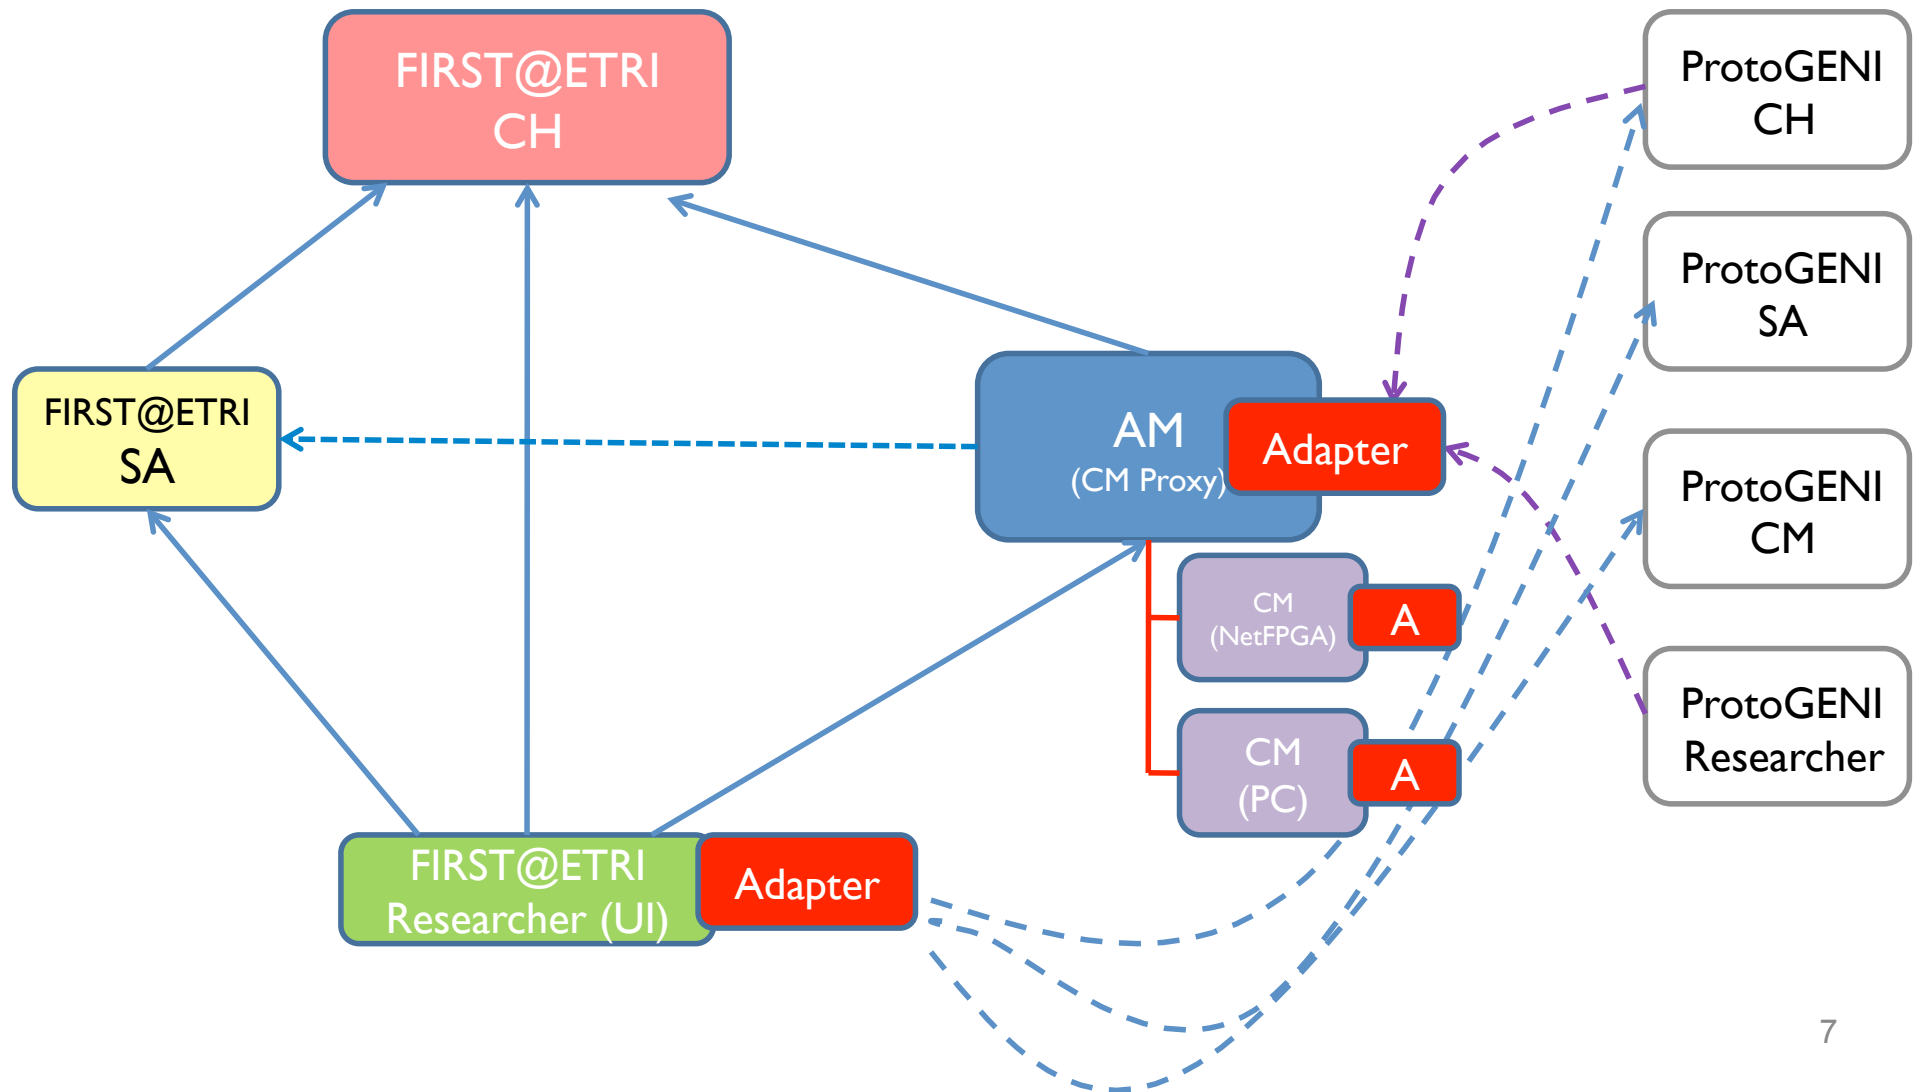 FIRST@ETRI
CH
ProtoGENI
CH
ProtoGENI
SA
FIRST@ETRI
SA
AM
(CM Proxy)
Adapter
ProtoGENI
CM
CM
(NetFPGA)
A
ProtoGENI
Researcher
CM
(PC)
A
FIRST@ETRI
Researcher (UI)
Adapter
7